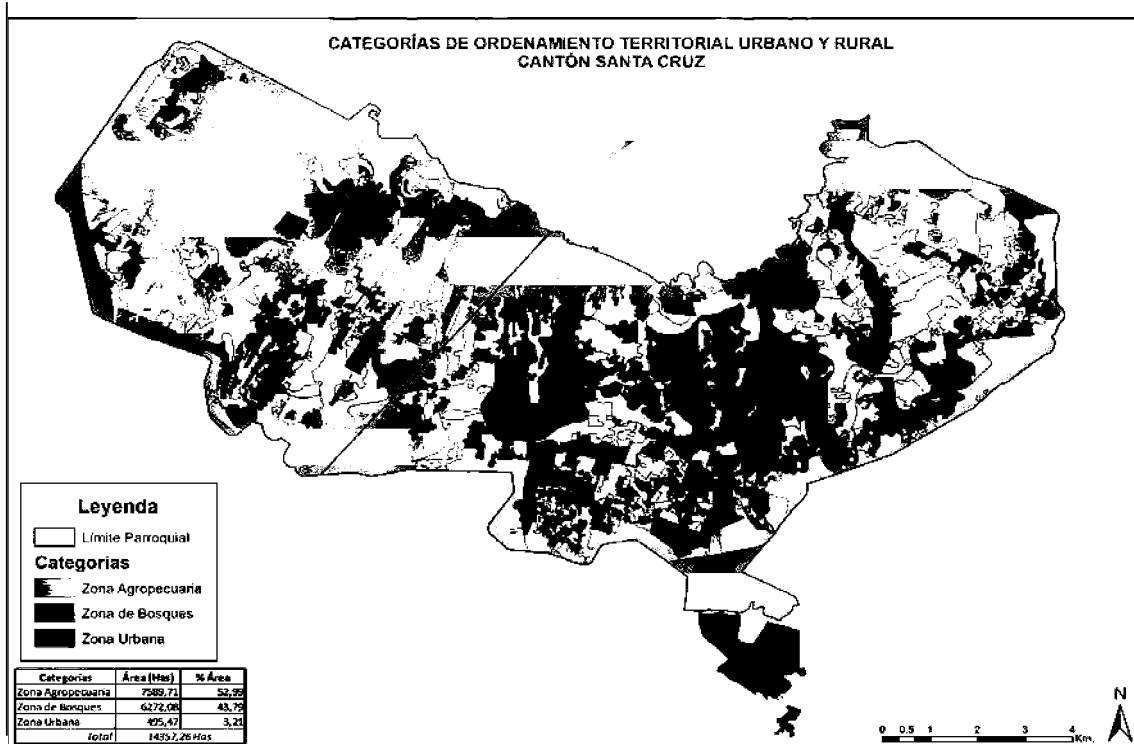 CATEGORÍAS DE ORDENAMIENTO TERRITORIAL URBANO Y RURAL
CANTÓN SANTA CRUZ
Leyenda
Límite Parroquial
Categorias
Zona Agropecuaria
Zona de Bosques
Zona Urbana
Categorias Área (Has) % Área
Zona Agropecuaria 7589,71 52,99
Zona de Bosques 6272,08 43,79
Zona Urbana 495,47 3,21
Total 14357,26 Has
N
0 0.5 1 2 3 4
Km.